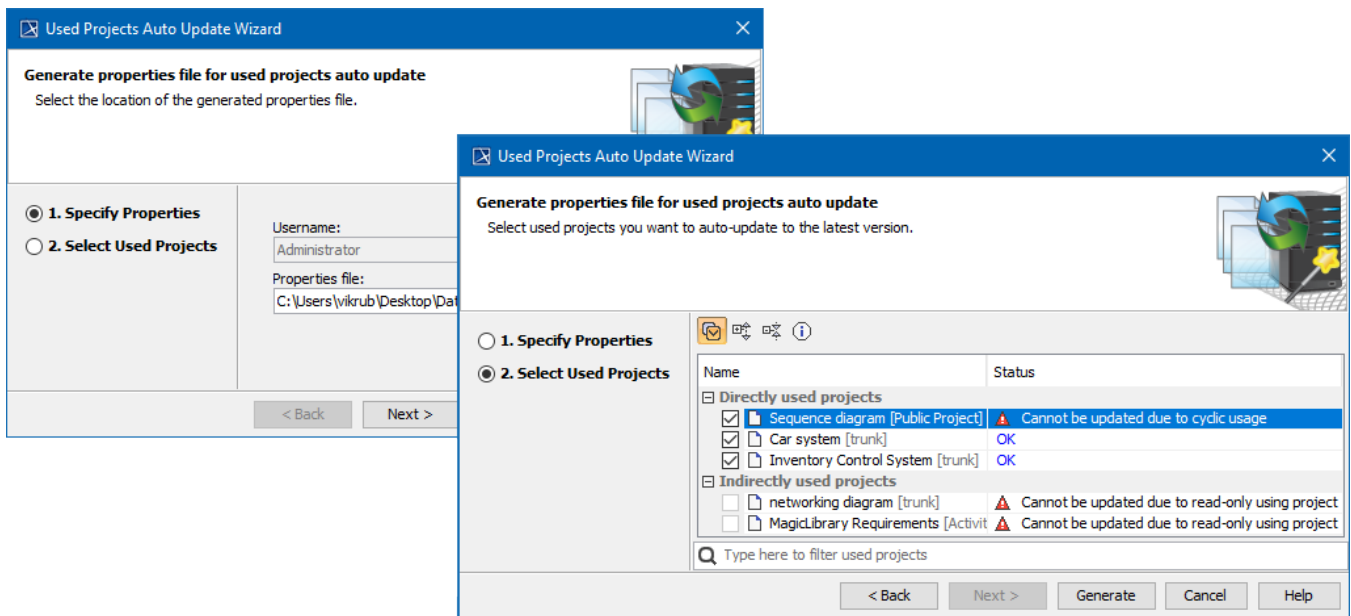 Used Projects Auto Update Wizard
Generate properties file for used projects auto update
Select the location of the generated properties file.
1. Specify Properties
2. Select Used Projects
Username:
Administrator
Properties file:
C:\Users\vikrub\Desktop\Dat
< Back Next >
Used Projects Auto Update Wizard
Generate properties file for used projects auto update
Select used projects you want to auto-update to the latest version.
1. Specify Properties
2. Select Used Projects
Name Status
Directly used projects
Sequence diagram [Public Project] Cannot be updated due to cyclic usage
Car system [trunk] OK
Inventory Control System [trunk] OK
Indirectly used projects
networking diagram [trunk] Cannot be updated due to read-only using project
MagicLibrary Requirements [Activit Cannot be updated due to read-only using project
Type here to filter used projects
< Back Next > Generate Cancel Help